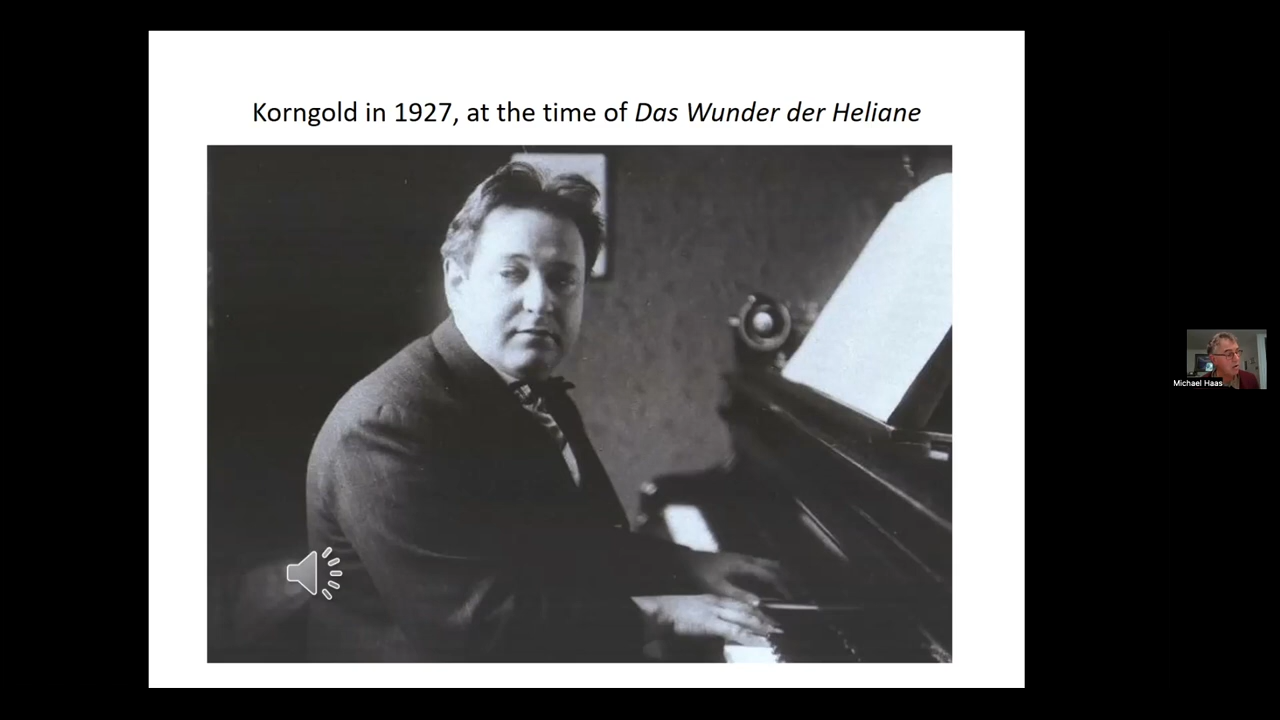 Korngold in 1927, at the time of Das Wunder der Heliane
Michael Haas